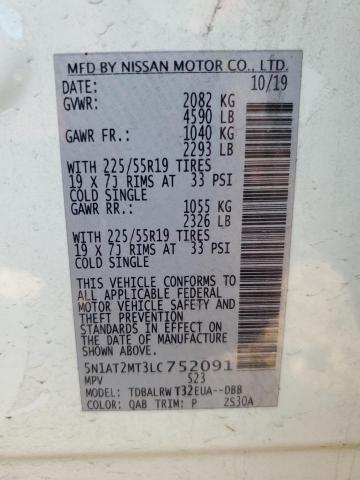 MFD BY NISSAN MOTOR CO., LTD.
DATE: 10/19
GVWR: 2082 KG
4590 LB
GAWR FR.: 1040 KG
2293 LB
WITH 225/55R19 TIRES
19 X 7J RIMS AT 33 PSI
COLD SINGLE
GAWR RR.: 1055 KG
2326 LB
WITH 225/55R19 TIRES
19 X 7J RIMS AT 33 PSI
COLD SINGLE
THIS VEHICLE CONFORMS TO
ALL APPLICABLE FEDERAL
MOTOR VEHICLE SAFETY AND
THEFT PREVENTION
STANDARDS IN EFFECT ON
THE DATE OF MANUFACTURE
SHOWN ABOVE.
5N1AT2MT3LC752091
MPV S23
MODEL: TDBALRW T32EUA--DBB
COLOR: QAB TRIM: P ZS30A